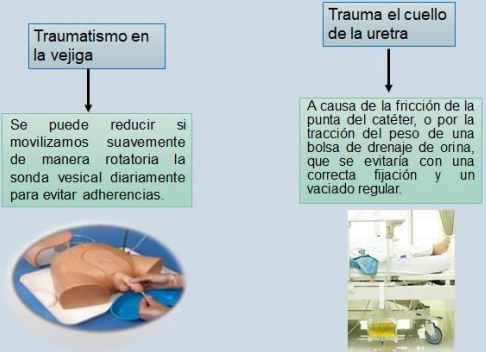 Traumatismo en
la vejiga
Se puede reducir si
movilizamos suavemente
de manera rotatoria la
sonda vesical diariamente
para evitar adherencias.
Trauma el cuello
de la uretra
A causa de la fricción de la
punta del catéter, o por la
tracción del peso de una
bolsa de drenaje de orina,
que se evitaría con una
correcta fijación y un
vaciado regular.